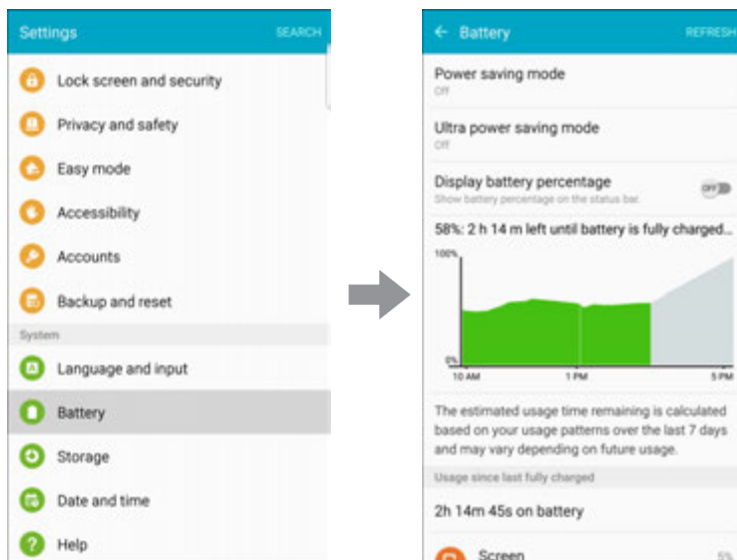 Settings SEARCH
Lock screen and security
Privacy and safety
Easy mode
Accessibility
Accounts
Backup and reset
System
Language and input
Battery
Storage
Date and time
Help
Battery REFRESH
Power saving mode
Off
Ultra power saving mode
Off
Display battery percentage OFF
Show battery percentage on the status bar.
58%: 2 h 14 m left until battery is fully charged...
100%
0%
10 AM 1 PM 5 PM
The estimated usage time remaining is calculated
based on your usage patterns over the last 7 days
and may vary depending on future usage.
Usage since last fully charged
2h 14m 45s on battery
Screen 5%